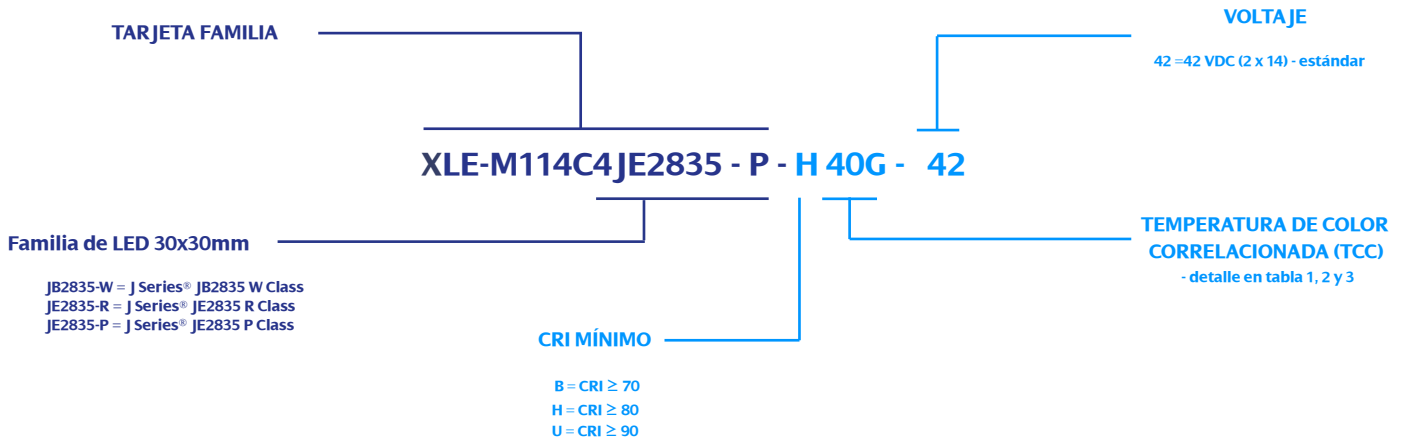 TARJETA FAMILIA
VOLTAJE
42 =42 VDC (2 x 14) - estándar
XLE-M114C4JE2835 - P - H 40G - 42
Familia de LED 30x30mm
JB2835-W = J Series® JB2835 W Class
JE2835-R = J Series® JE2835 R Class
JE2835-P = J Series® JE2835 P Class
TEMPERATURA DE COLOR
CORRELACIONADA (TCC)
- detalle en tabla 1, 2 y 3
CRI MÍNIMO
B = CRI ≥ 70
H = CRI ≥ 80
U = CRI ≥ 90